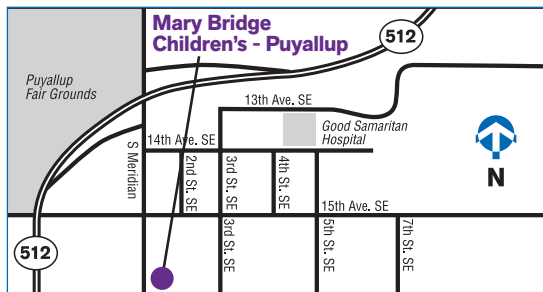 Mary Bridge
Children's - Puyallup
512
Puyallup
Fair Grounds
13th Ave. SE
Good Samaritan
Hospital
14th Ave. SE
S Meridian
2nd St. SE
3rd St. SE
4th St. SE
N
15th Ave. SE
512
3rd St. SE
5th St. SE
7th St. SE